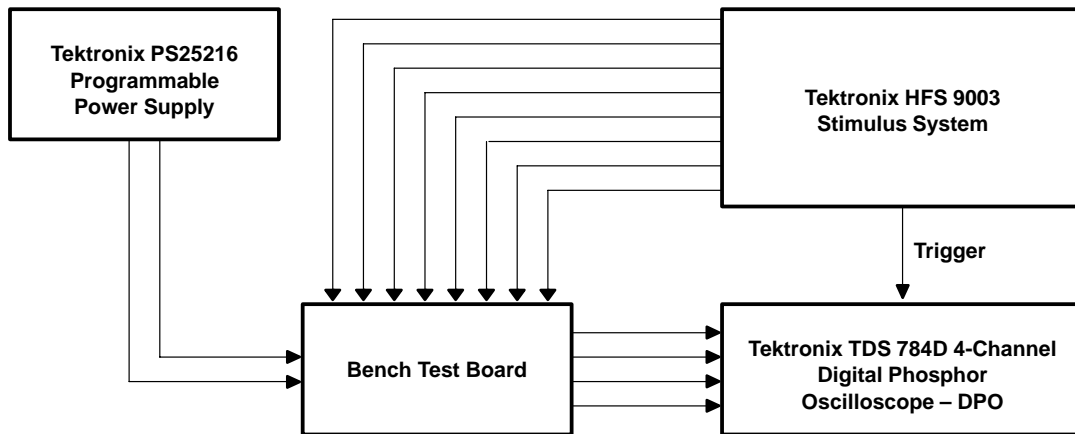 Tektronix PS25216
Programmable
Power Supply
Tektronix HFS 9003
Stimulus System
Trigger
Bench Test Board
Tektronix TDS 784D 4-Channel
Digital Phosphor
Oscilloscope – DPO